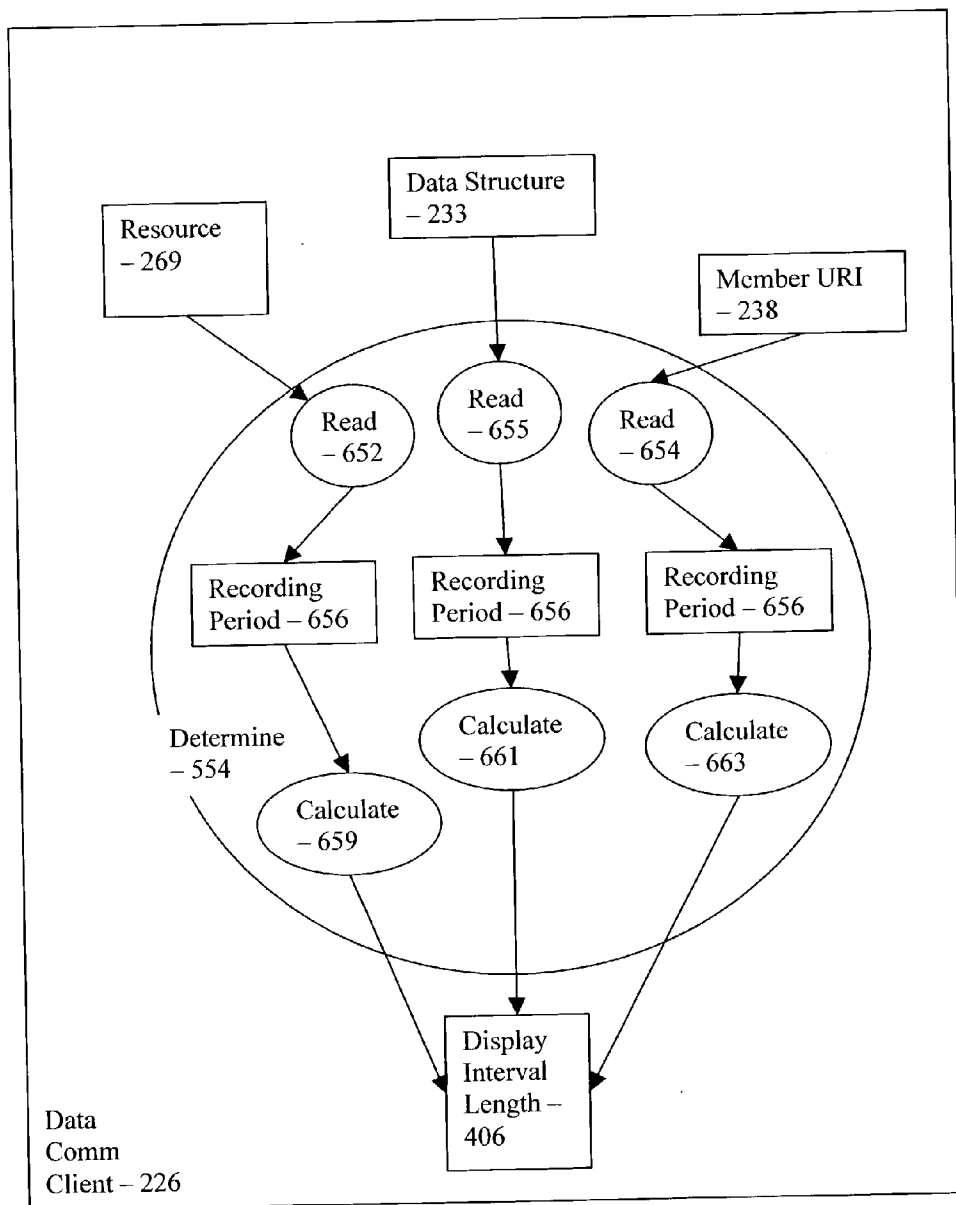 Data Structure
– 233
Resource
– 269
Member URI
– 238
Read
– 652
Read
– 655
Read
– 654
Recording
Period – 656
Recording
Period – 656
Recording
Period – 656
Determine
– 554
Calculate
– 659
Calculate
– 661
Calculate
– 663
Display
Interval
Length –
406
Data
Comm
Client – 226